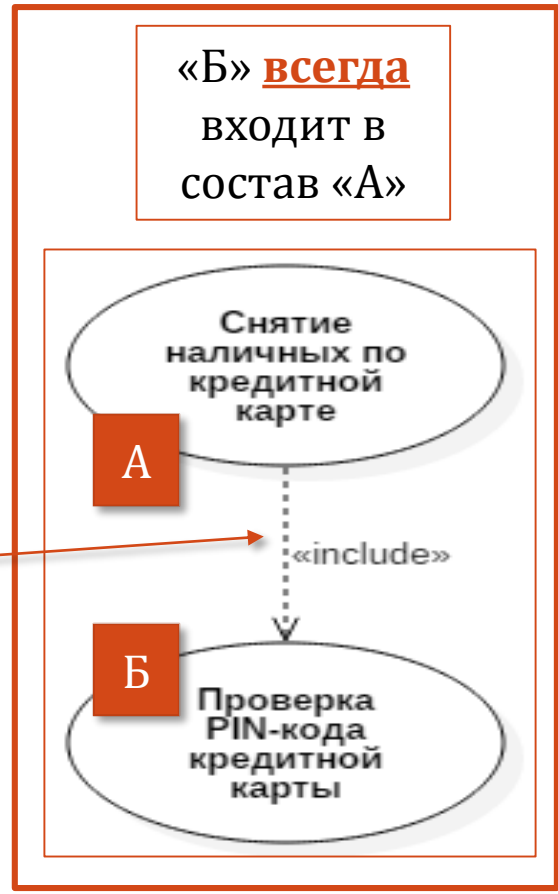 «Б» всегда
входит в
состав «А»
Снятие
наличных по
кредитной
карте
А
«include»
Б
Проверка
PIN-кода
кредитной
карты